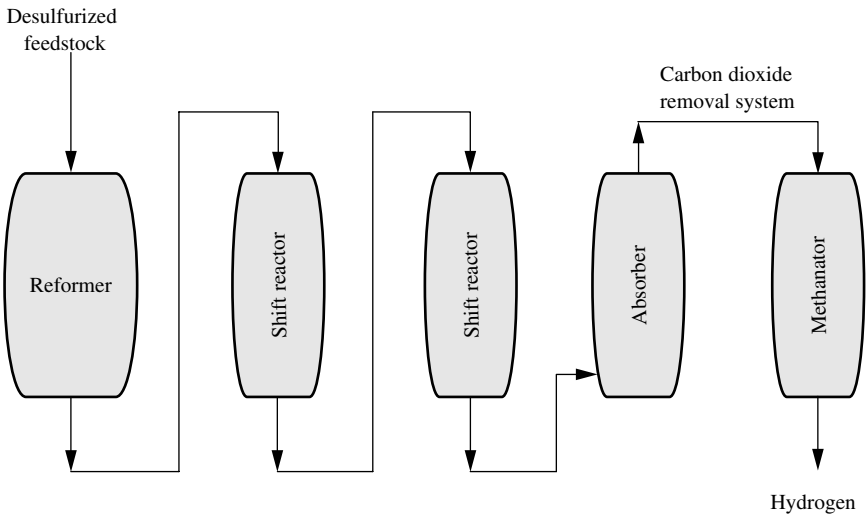 Desulfurized
feedstock
Carbon dioxide
removal system
Reformer
Shift reactor
Shift reactor
Absorber
Methanator
Hydrogen